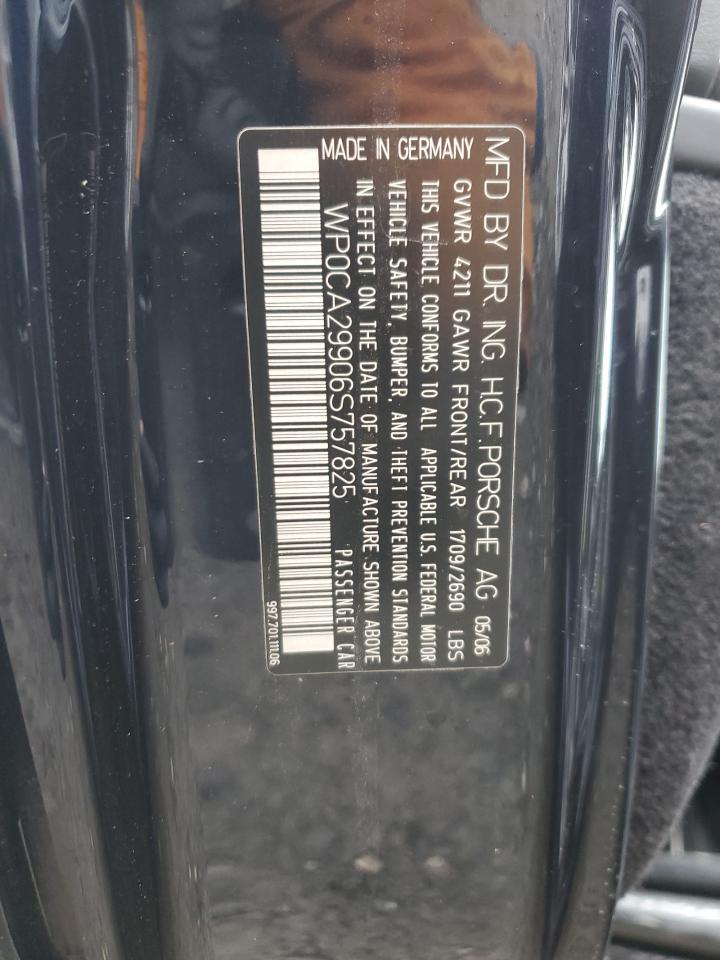 MFD BY DR. ING. H.C.F. PORSCHE AG 05/06
GVWR 4211 GAWR FRONT/REAR 1709/2690 LBS
THIS VEHICLE CONFORMS TO ALL APPLICABLE U.S. FEDERAL MOTOR
VEHICLE SAFETY, BUMPER, AND THEFT PREVENTION STANDARDS
IN EFFECT ON THE DATE OF MANUFACTURE SHOWN ABOVE
MADE IN GERMANY WP0CA29906S757825 PASSENGER CAR
997.701.111.06